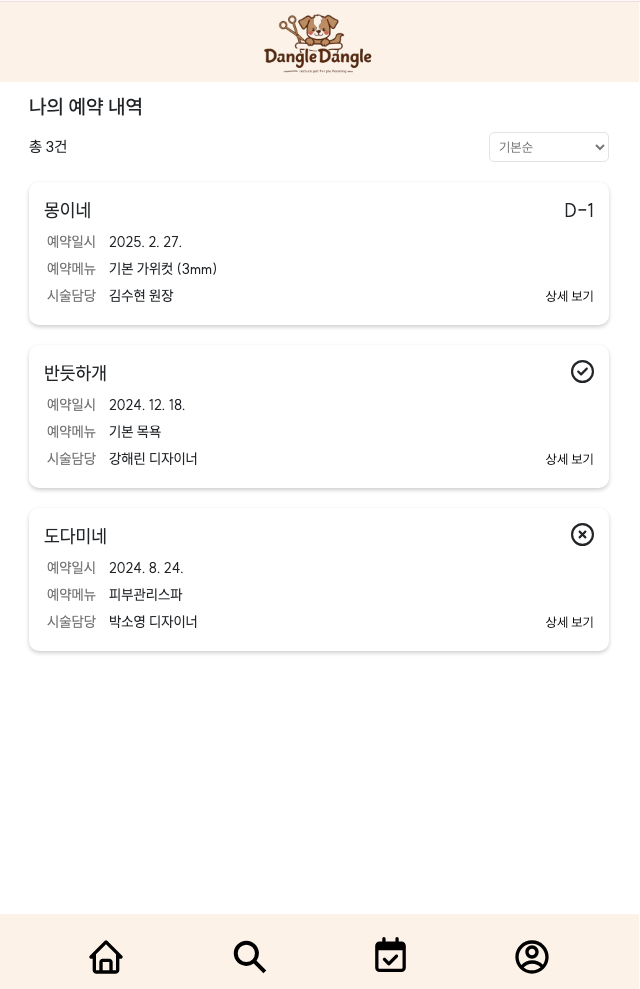 DangleDangle
나의 예약 내역
총 3건
기본순
몽이네
D-1
예약일시 2025. 2. 27.
예약메뉴 기본 가위컷 (3mm)
시술담당 김수현 원장
상세 보기
반듯하개
예약일시 2024. 12. 18.
예약메뉴 기본 목욕
시술담당 강해린 디자이너
상세 보기
도다미네
예약일시 2024. 8. 24.
예약메뉴 피부관리스파
시술담당 박소영 디자이너
상세 보기